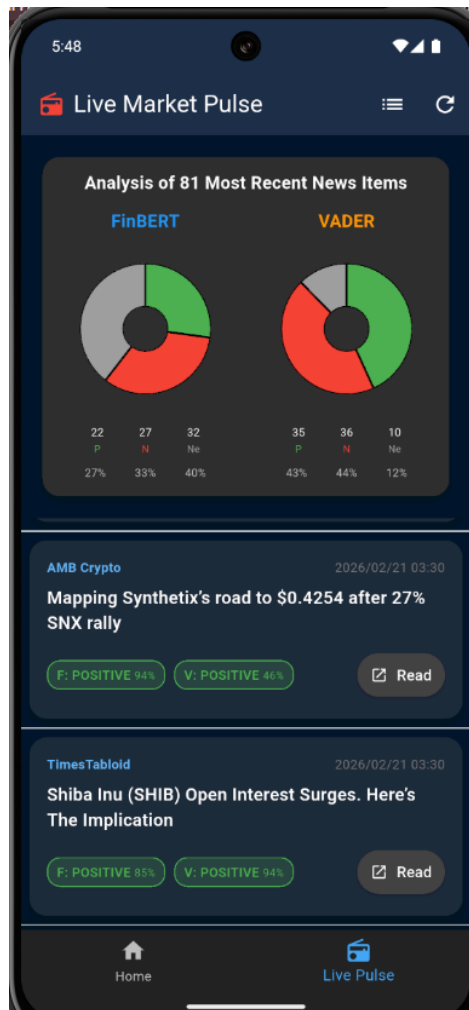 5:48
Live Market Pulse
Analysis of 81 Most Recent News Items
FinBERT VADER
22 27 32 35 36 10
P N Ne P N Ne
27% 33% 40% 43% 44% 12%
AMB Crypto 2026/02/21 03:30
Mapping Synthetix’s road to $0.4254 after 27%
SNX rally
F: POSITIVE 94% V: POSITIVE 46% Read
TimesTabloid 2026/02/21 03:30
Shiba Inu (SHIB) Open Interest Surges. Here’s
The Implication
F: POSITIVE 85% V: POSITIVE 94% Read
Home Live Pulse